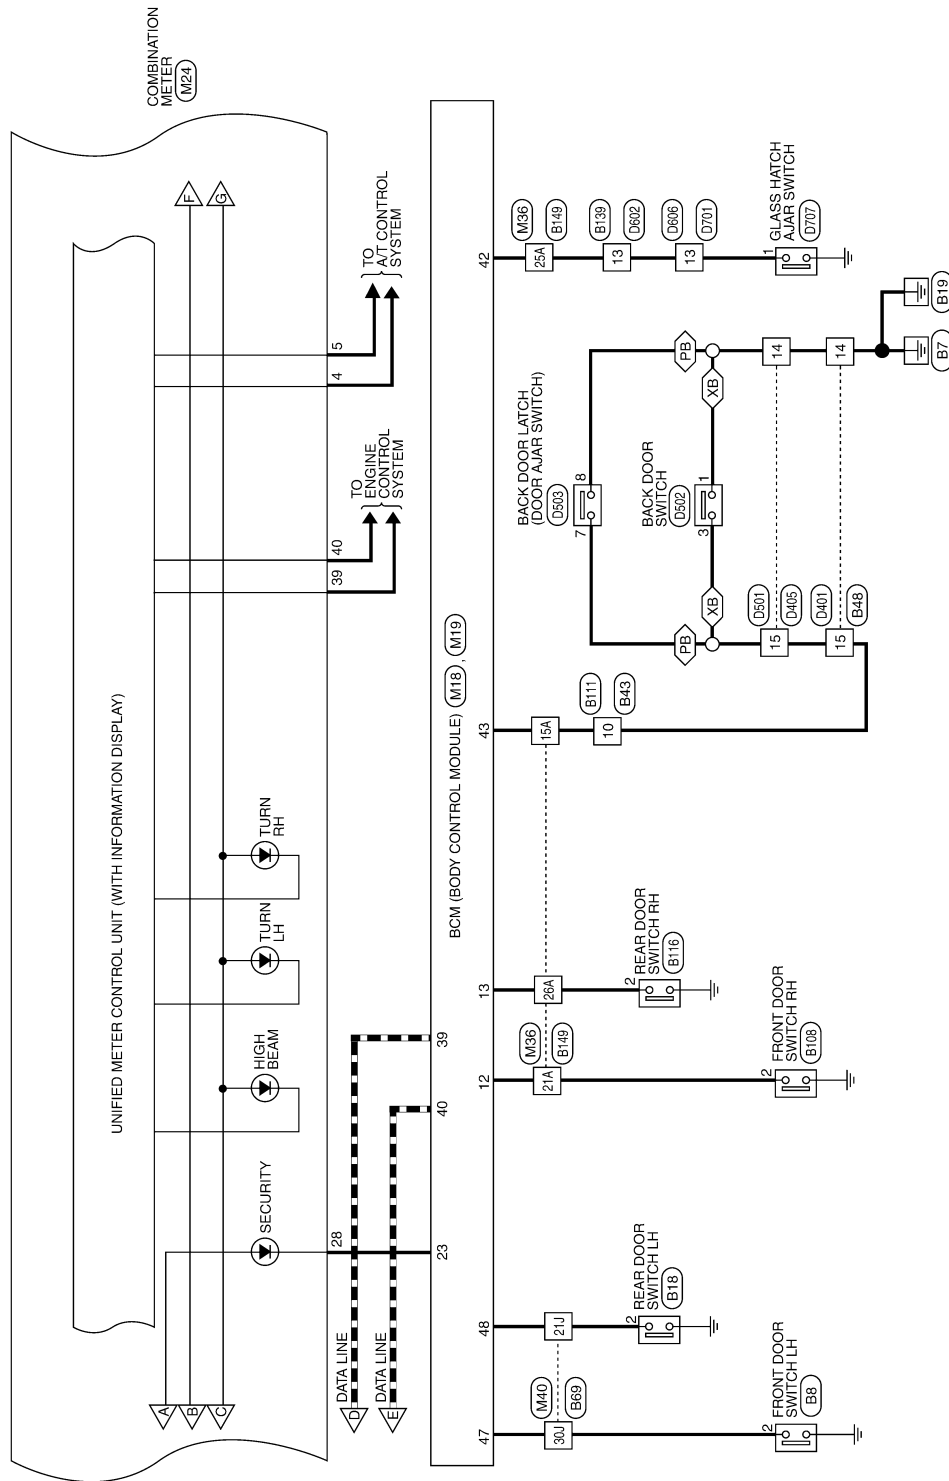 COMBINATION
METER
M24
UNIFIED METER CONTROL UNIT (WITH INFORMATION DISPLAY)
A
B
C
F
G
SECURITY
HIGH
BEAM
TURN
LH
TURN
RH
28
39
40
4
5
TO
ENGINE
CONTROL
SYSTEM
TO
A/T CONTROL
SYSTEM
DATA LINE
D
DATA LINE
E
23
40
39
BCM (BODY CONTROL MODULE)
M18
,
M19
47
48
12
13
43
42
M40
B69
30J
21J
M36
B149
21A
26A
15A
B111
B43
10
M36
B149
25A
B139
D602
13
D606
D701
13
2
FRONT DOOR
SWITCH LH
B8
2
REAR DOOR
SWITCH LH
B18
2
FRONT DOOR
SWITCH RH
B108
2
REAR DOOR
SWITCH RH
B116
BACK DOOR LATCH
(DOOR AJAR SWITCH)
D503
7
8
PB
PB
BACK DOOR
SWITCH
D502
3
1
XB
XB
D501
D405
15
14
D401
B48
15
14
B7
B19
1
GLASS HATCH
AJAR SWITCH
D707